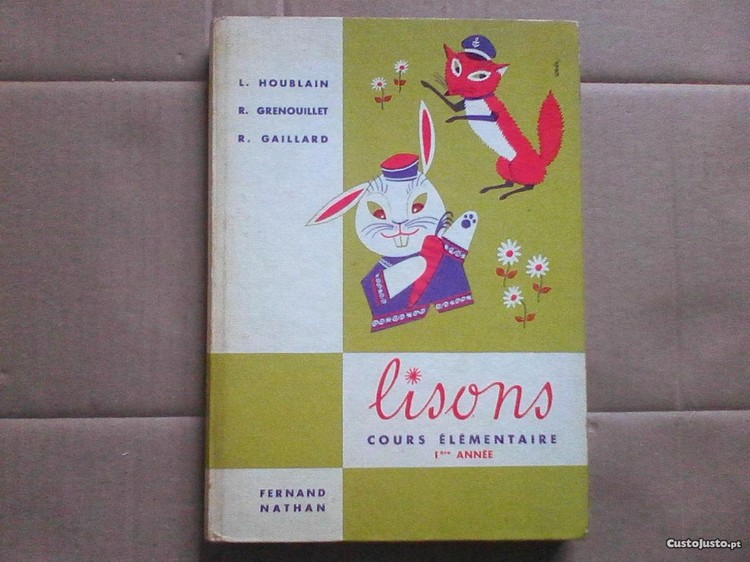 L. HOUBLAIN
R. GRENOUILLET
R. GAILLARD
lisons
COURS ÉLÉMENTAIRE
1ère ANNÉE
FERNAND
NATHAN
CustoJusto.pt